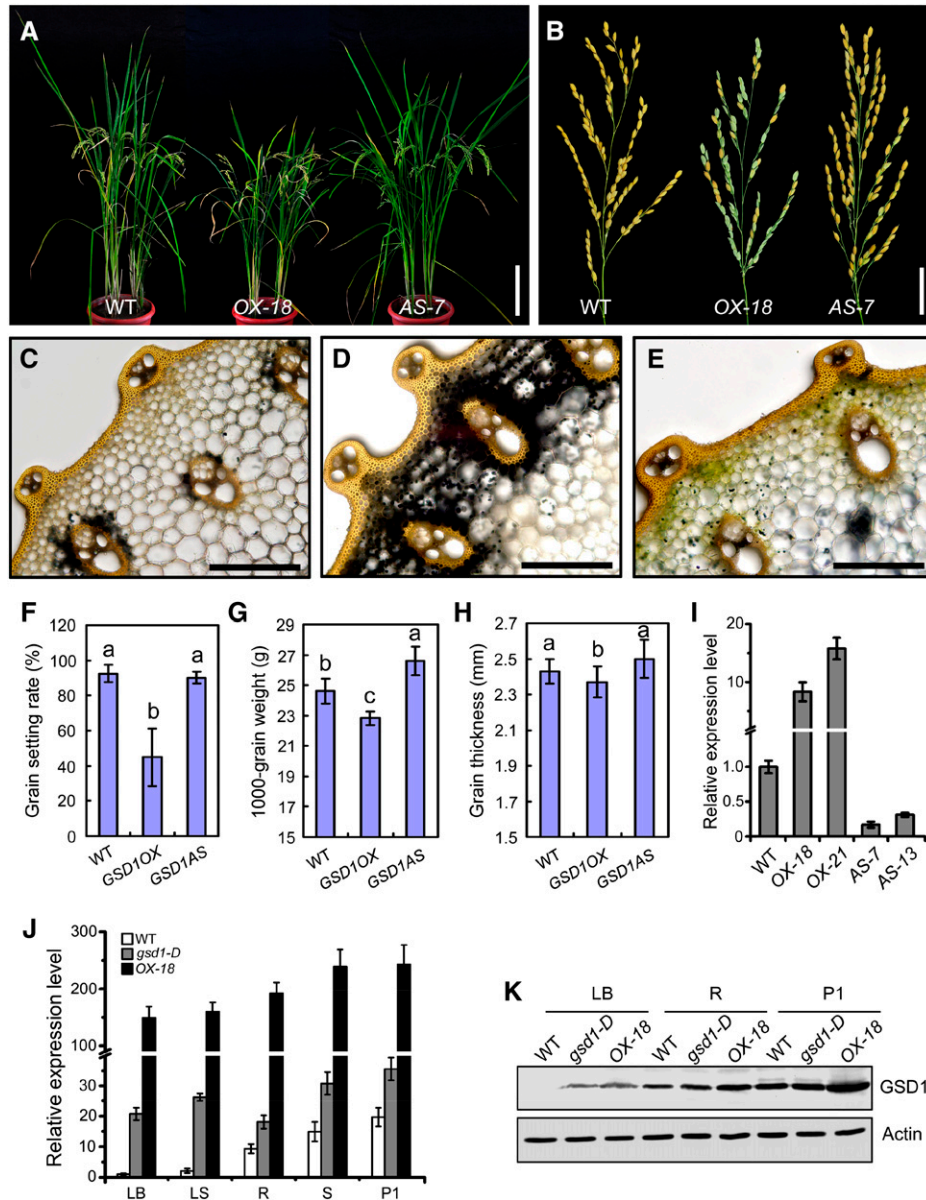 A
WT
OX-18
AS-7
B
WT
OX-18
AS-7
C
D
E
F
Grain setting rate (%)
120
100
80
60
40
20
0
a
b
a
WT
GSD1OX
GSD1AS
G
1000-grain weight (g)
29
27
25
23
21
19
17
15
b
c
a
WT
GSD1OX
GSD1AS
H
Grain thickness (mm)
2.7
2.5
2.3
2.1
1.9
1.7
1.5
a
b
a
WT
GSD1OX
GSD1AS
I
Relative expression level
20
10
1.0
0.5
0
WT
OX-18
OX-21
AS-7
AS-13
J
WT
gsd1-D
OX-18
Relative expression level
300
250
200
150
100
30
20
10
0
LB
LS
R
S
P1
K
LB
R
P1
WT
gsd1-D
OX-18
WT
gsd1-D
OX-18
WT
gsd1-D
OX-18
GSD1
Actin